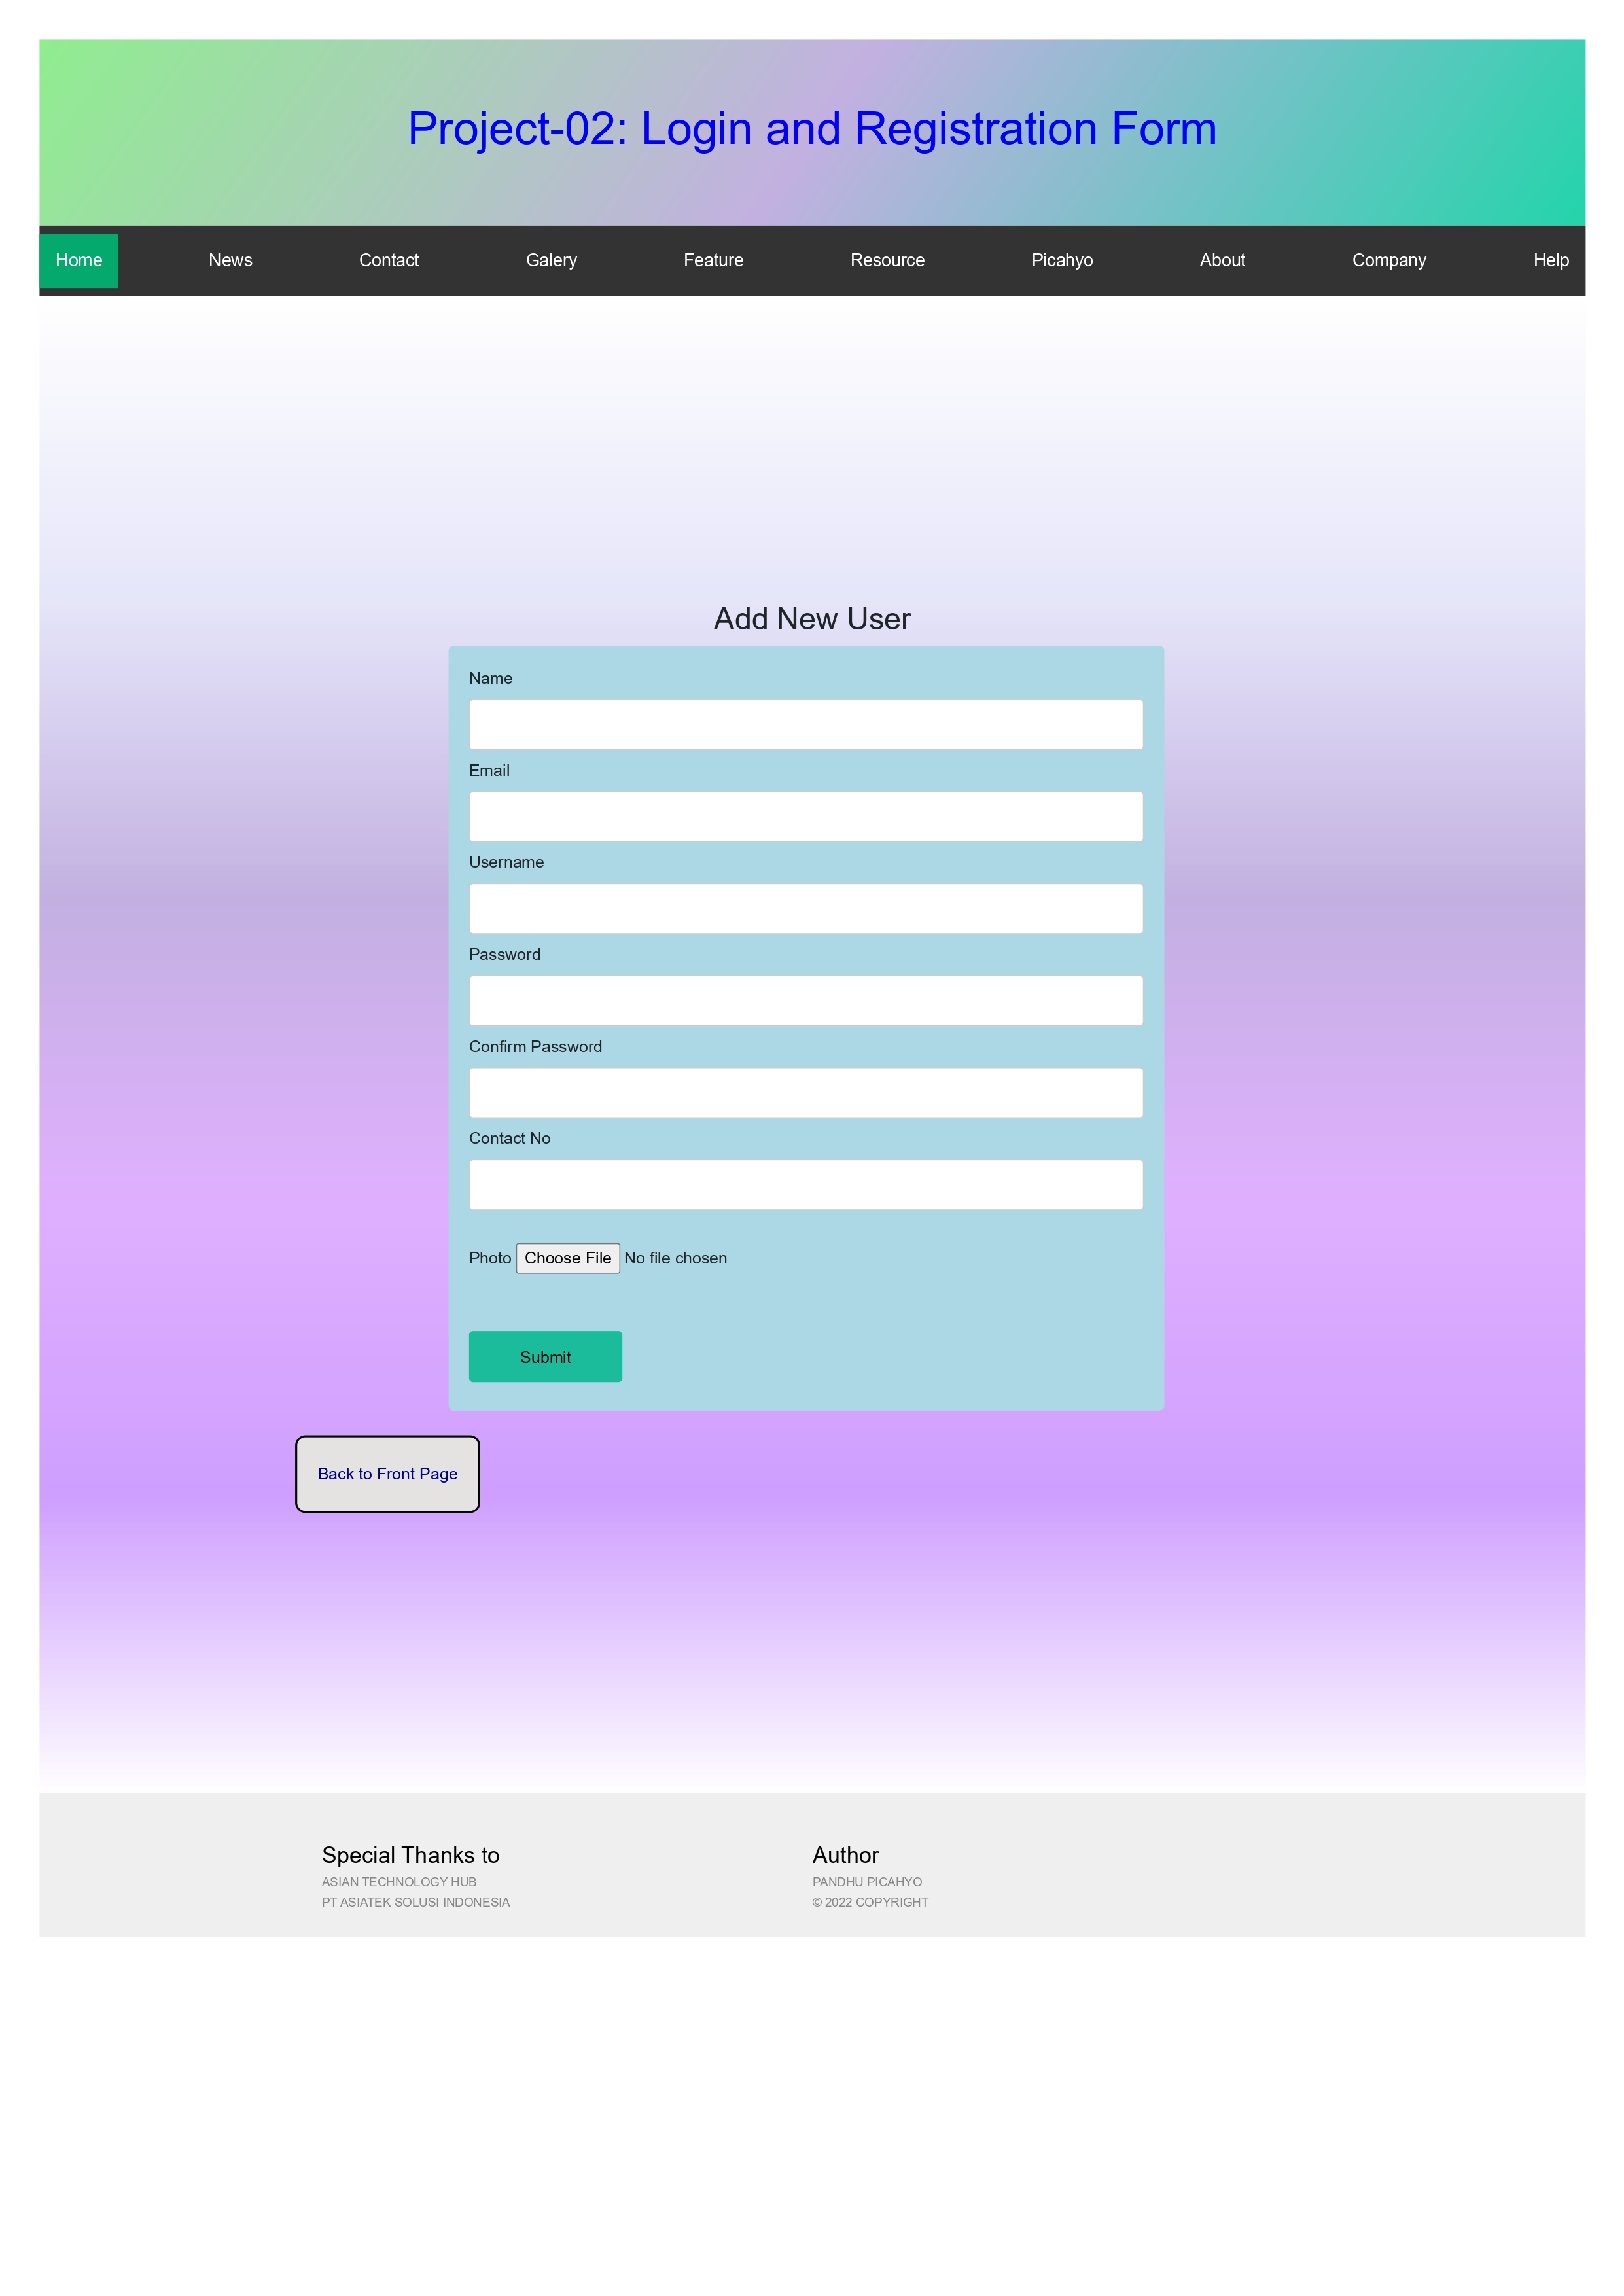 Project-02: Login and Registration Form
Home News Contact Galery Feature Resource Picahyo About Company Help
Add New User
Name
Email
Username
Password
Confirm Password
Contact No
Photo Choose File No file chosen
Submit
Back to Front Page
Special Thanks to
ASIAN TECHNOLOGY HUB
PT ASIATEK SOLUSI INDONESIA
Author
PANDHU PICAHYO
© 2022 COPYRIGHT